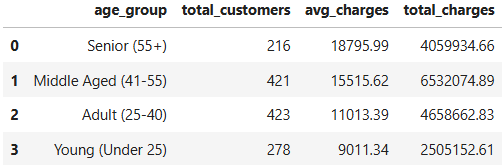 age_group total_customers avg_charges total_charges
0 Senior (55+) 216 18795.99 4059934.66
1 Middle Aged (41-55) 421 15515.62 6532074.89
2 Adult (25-40) 423 11013.39 4658662.83
3 Young (Under 25) 278 9011.34 2505152.61